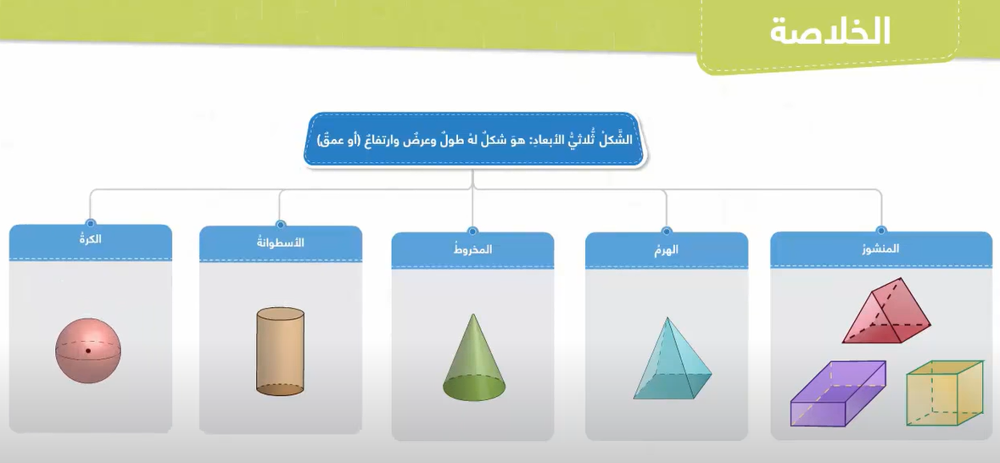 الخلاصة
الشَّكلْ ثُّلاثيُّ الأبعادِ: هوَ شكلٌ لهُ طولٌ وعرضٌ وارتفاعٌ (أو عمقٌ)
المنشورُ
الهرمُ
المخروطُ
الأسطوانةُ
الكرةُ